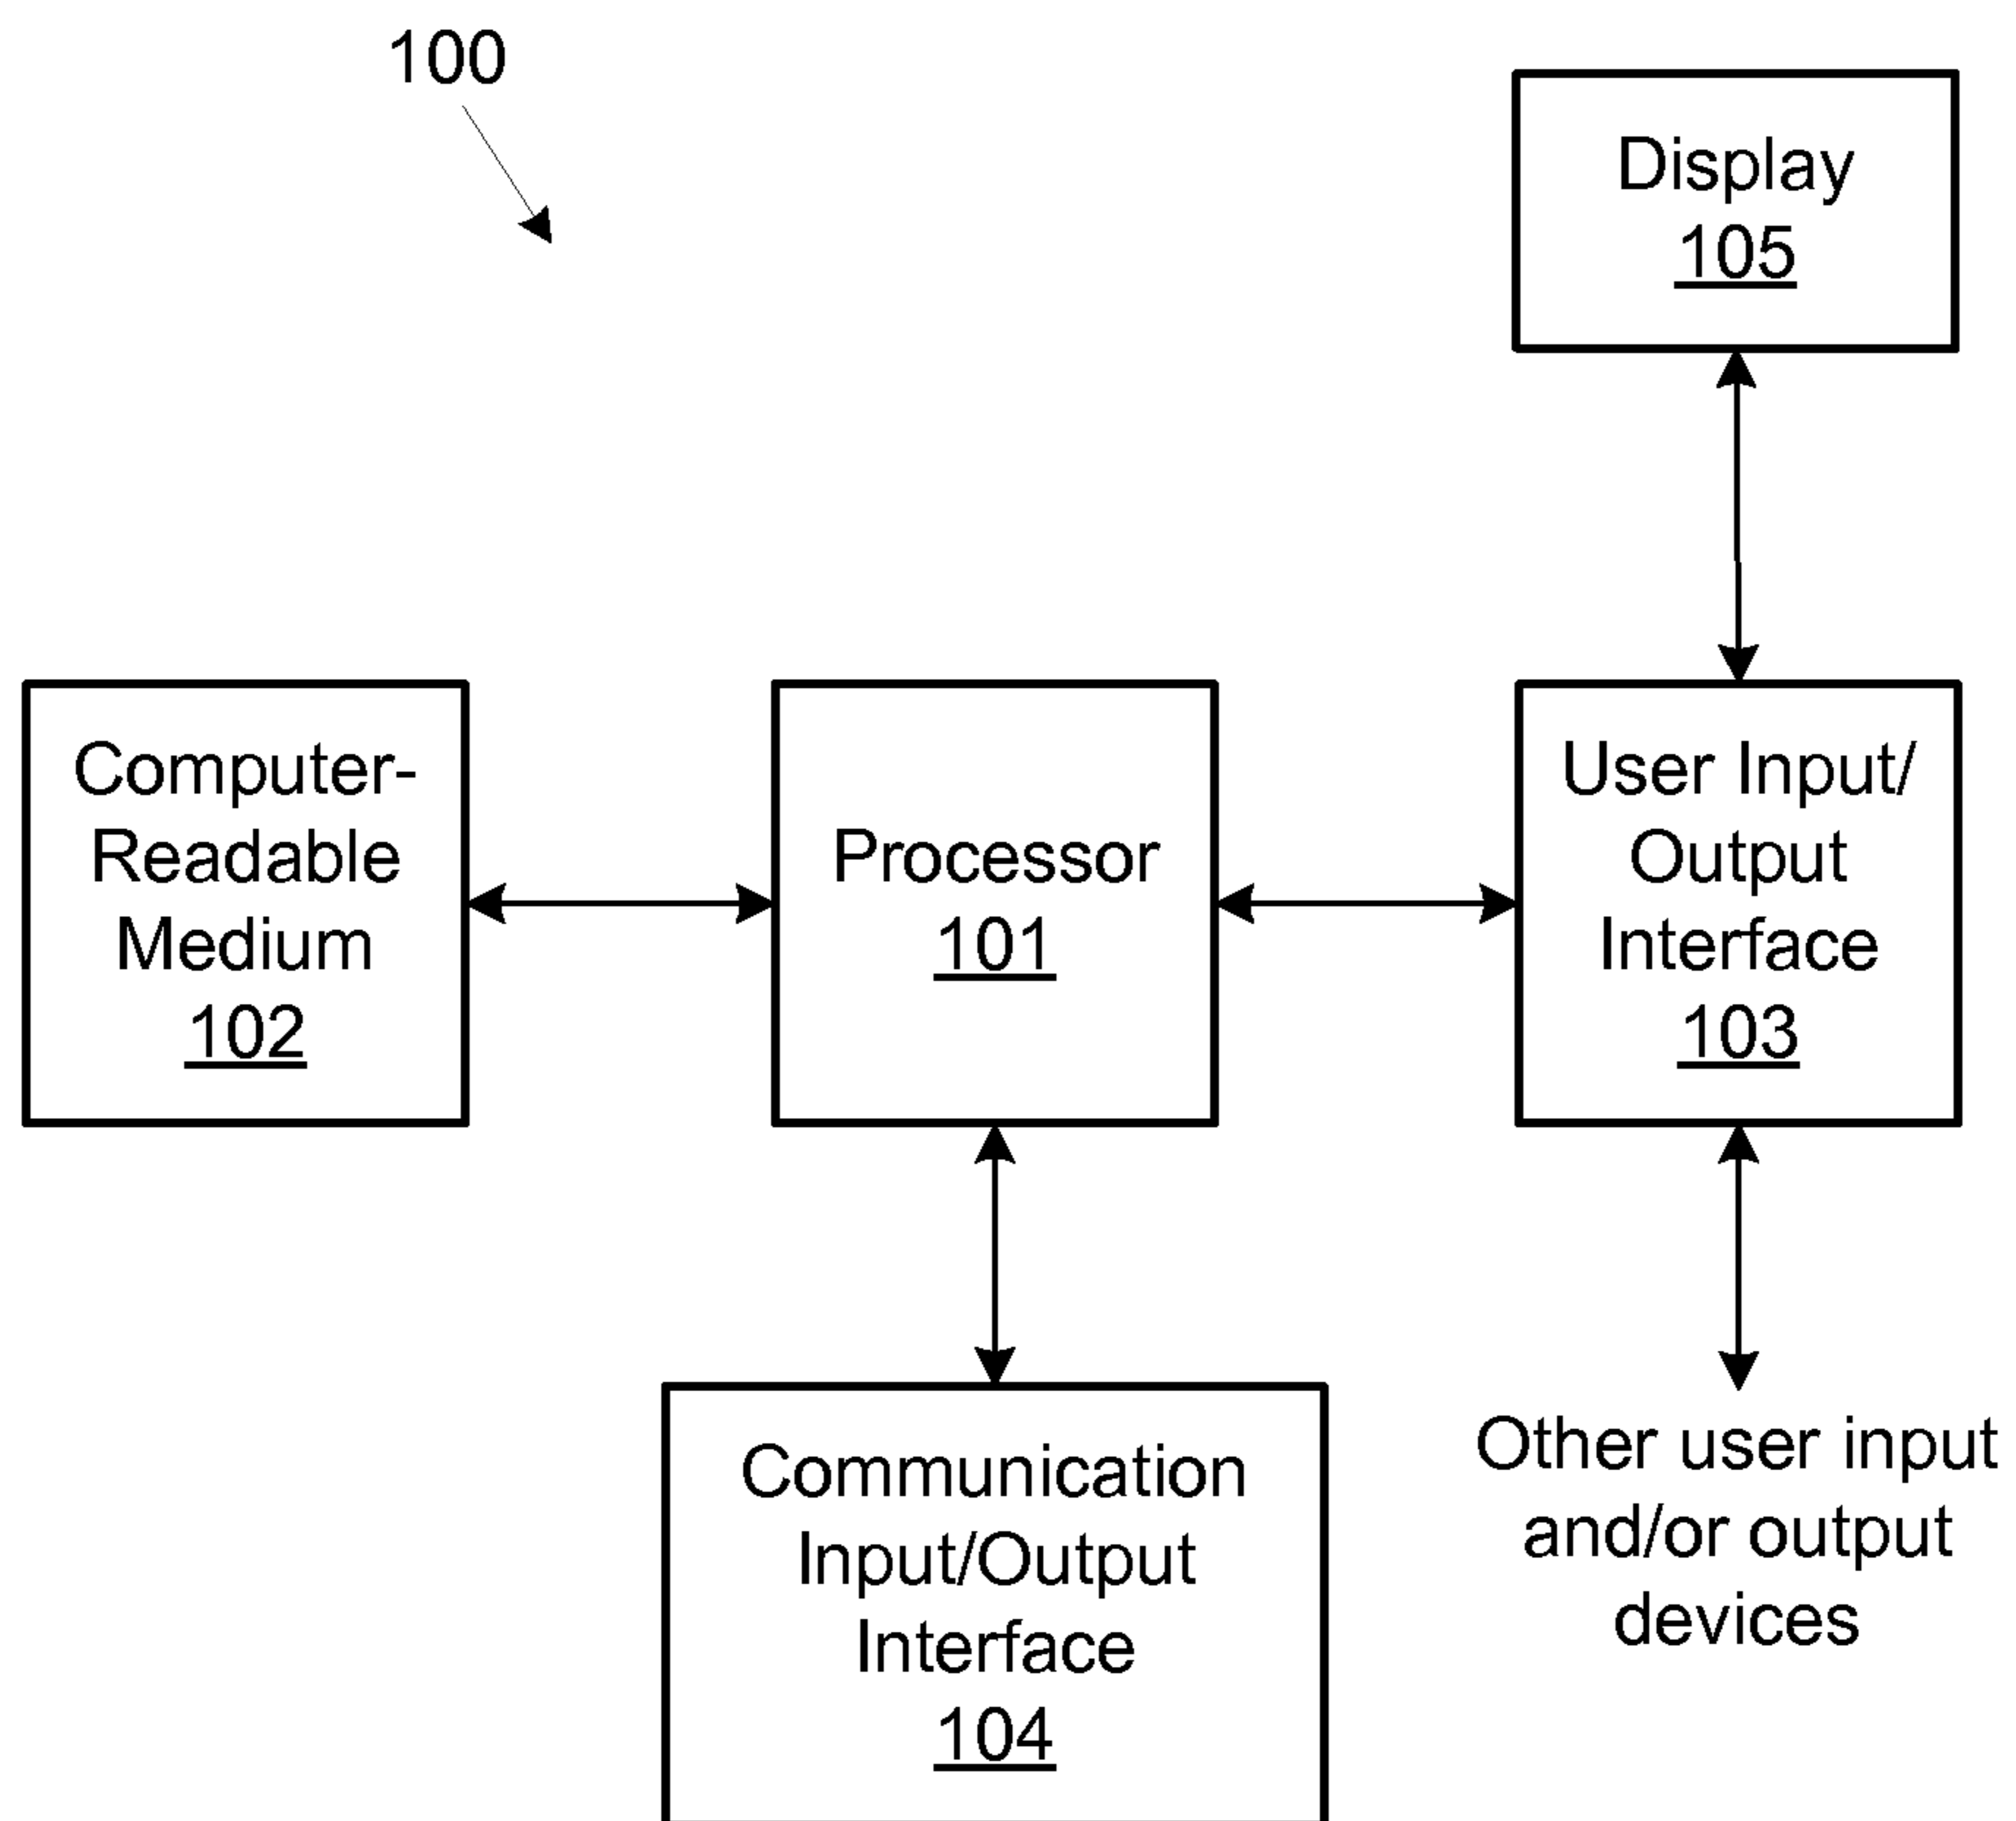 100
Display
105
Computer-
Readable
Medium
102
Processor
101
User Input/
Output
Interface
103
Communication
Input/Output
Interface
104
Other user input
and/or output
devices